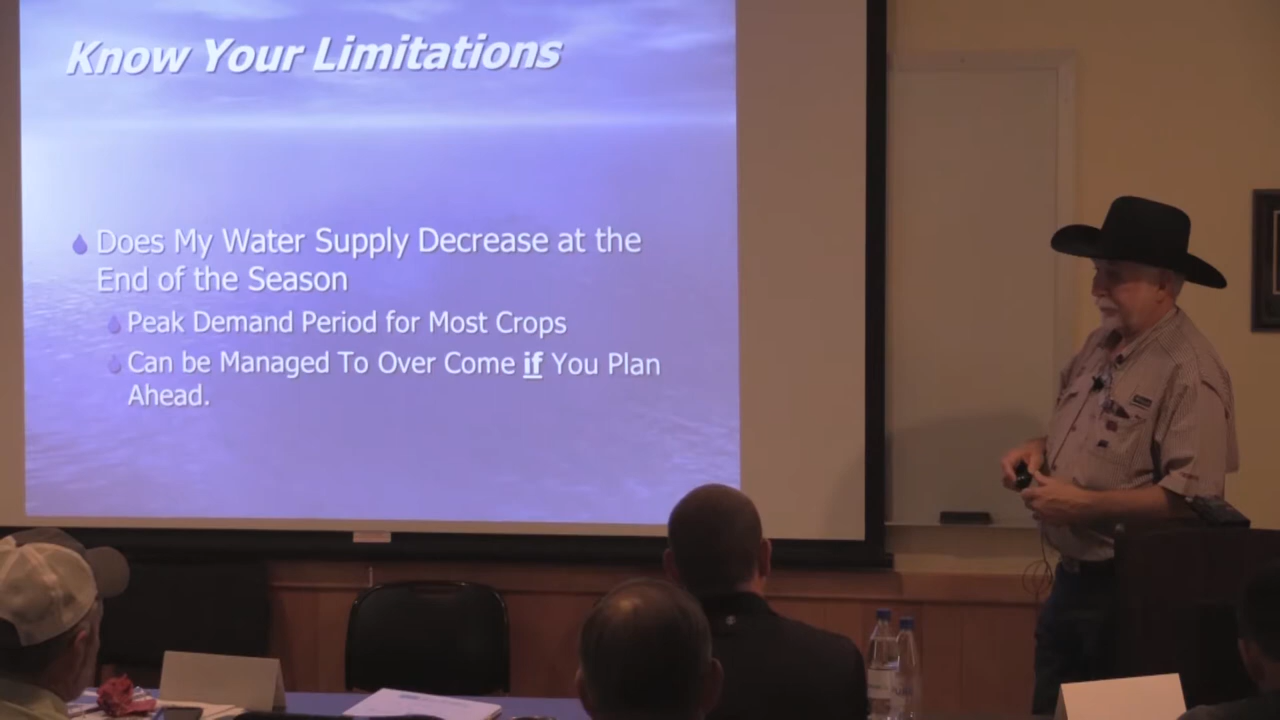 Know Your Limitations
Does My Water Supply Decrease at the
End of the Season
Peak Demand Period for Most Crops
Can be Managed To Over Come if You Plan
Ahead.